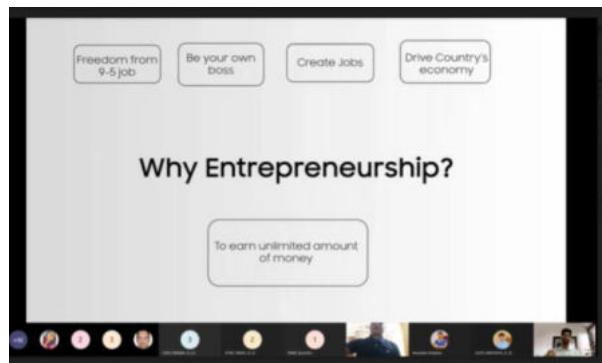 Freedom from
9-5 job
Be your own
boss
Create Jobs
Drive Country's
economy
Why Entrepreneurship?
To earn unlimited amount
of money